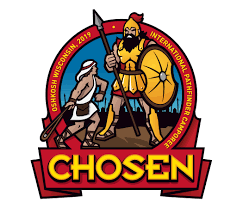 OSHKOSH WISCONSIN, 2019
INTERNATIONAL PATHFINDER CAMPOREE
CHOSEN